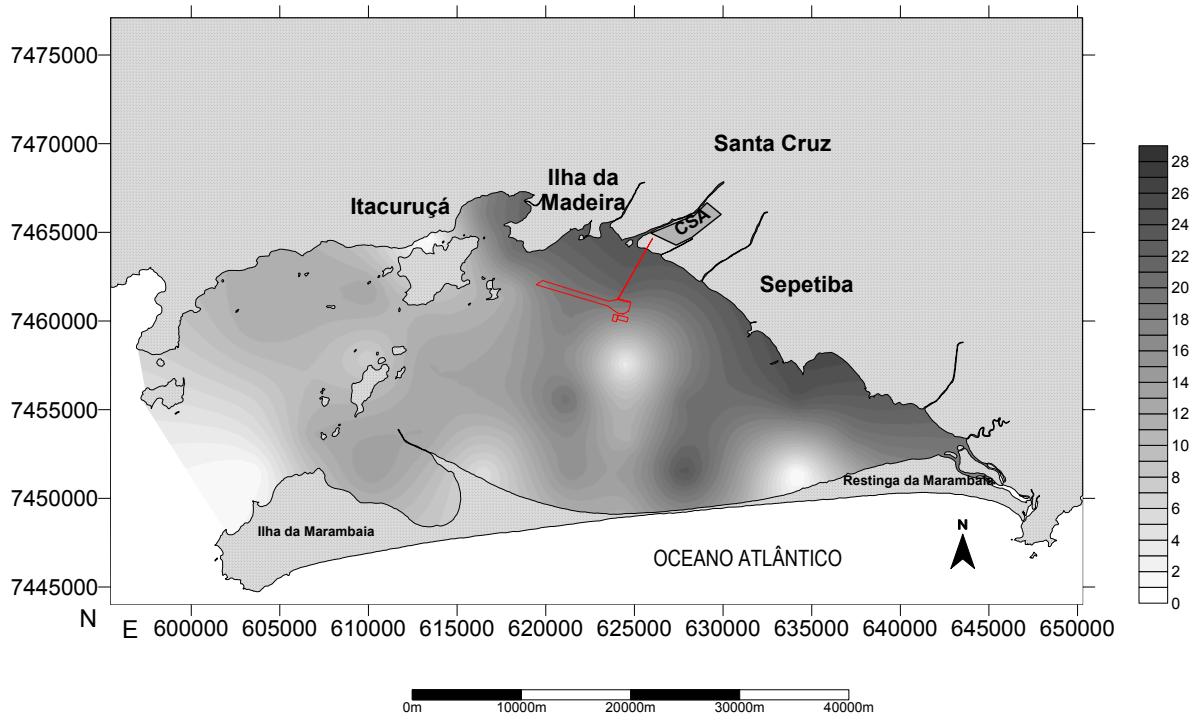 7475000
7470000
7465000
7460000
7455000
7450000
7445000
Santa Cruz
Ilha da
Madeira
Itacuruçá
CSA
Sepetiba
Restinga da Marambaia
Ilha da Marambaia
OCEANO ATLÂNTICO
N
28
26
24
22
20
18
16
14
12
10
8
6
4
2
0
N
E
600000 605000 610000 615000 620000 625000 630000 635000 640000 645000 650000
0m 10000m 20000m 30000m 40000m